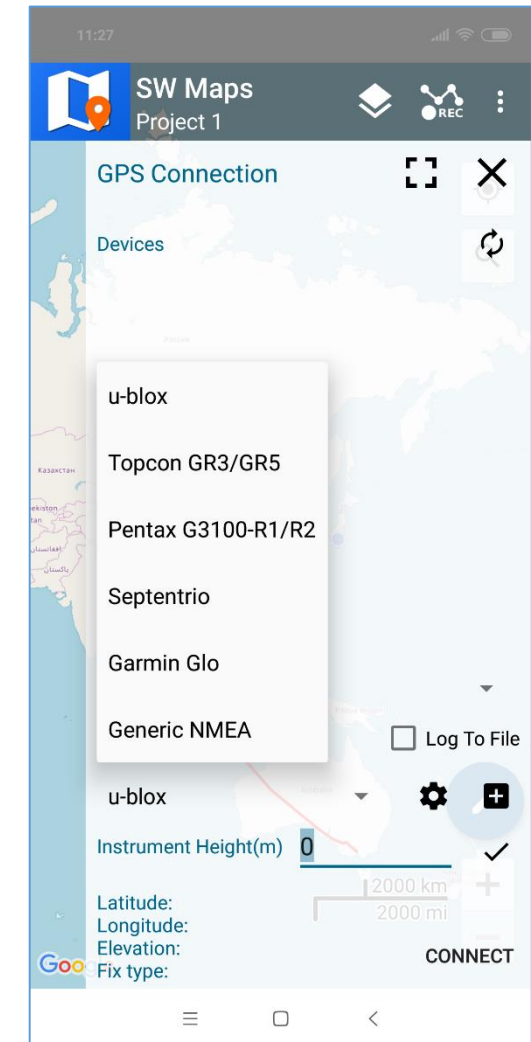 11:27
SW Maps
Project 1
REC
GPS Connection
Devices
u-blox
Topcon GR3/GR5
Казахстан
Pentax G3100-R1/R2
افغانستان
Septentrio
Garmin Glo
Generic NMEA
Log To File
u-blox
Instrument Height(m) 0
2000 km
2000 mi
Latitude:
Longitude:
Elevation:
Fix type:
CONNECT